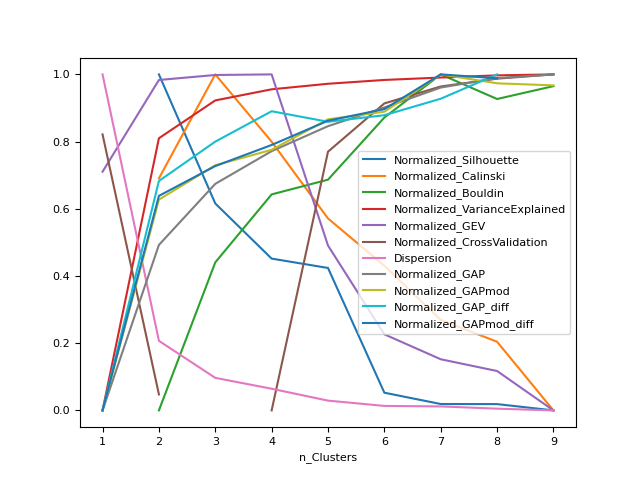 1.0
0.8
0.6
0.4
0.2
0.0
Normalized_Silhouette
Normalized_Calinski
Normalized_Bouldin
Normalized_VarianceExplained
Normalized_GEV
Normalized_CrossValidation
Dispersion
Normalized_GAP
Normalized_GAPmod
Normalized_GAP_diff
Normalized_GAPmod_diff
1 2 3 4 5 6 7 8 9
n_Clusters